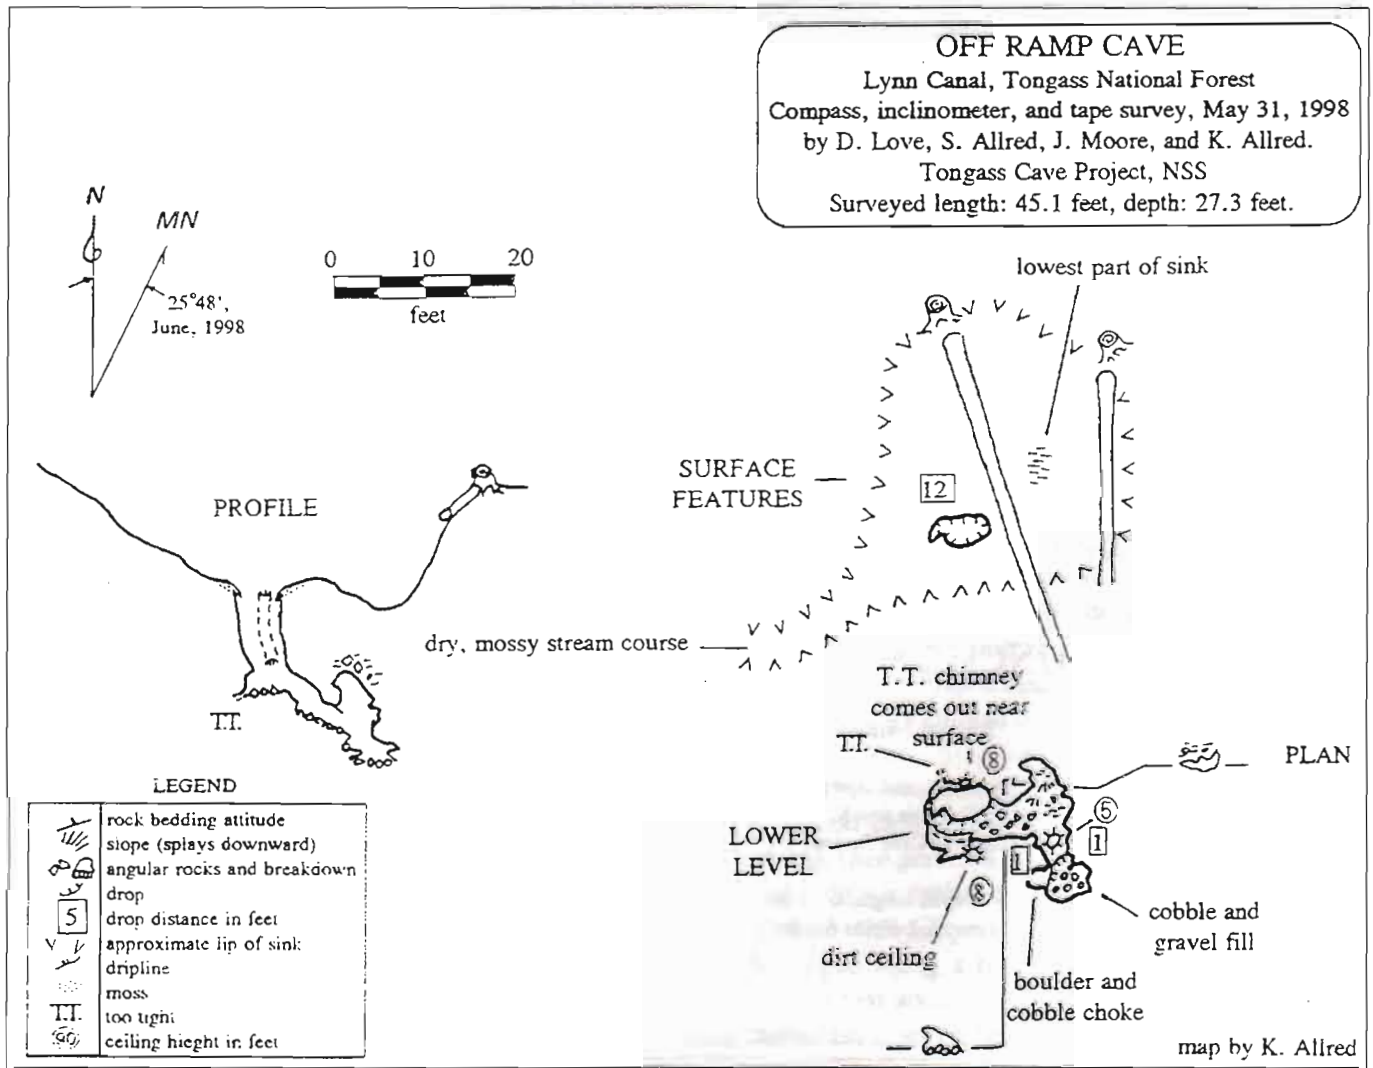 OFF RAMP CAVE
Lynn Canal, Tongass National Forest
Compass, inclinometer, and tape survey, May 31, 1998
by D. Love, S. Allred, J. Moore, and K. Allred.
Tongass Cave Project, NSS
Surveyed length: 45.1 feet, depth: 27.3 feet.
N
MN
25°48',
June, 1998
0 10 20
feet
lowest part of sink
PROFILE
SURFACE
FEATURES
12
dry, mossy stream course
T.T.
T.T. chimney
comes out near
surface
T.T.
8
PLAN
5
1
LOWER
LEVEL
1
8
cobble and
gravel fill
dirt ceiling
boulder and
cobble choke
map by K. Allred
LEGEND
rock bedding attitude
slope (splays downward)
angular rocks and breakdown
drop
5 drop distance in feet
approximate lip of sink
dripline
moss
T.T. too tight
ceiling hieght in feet